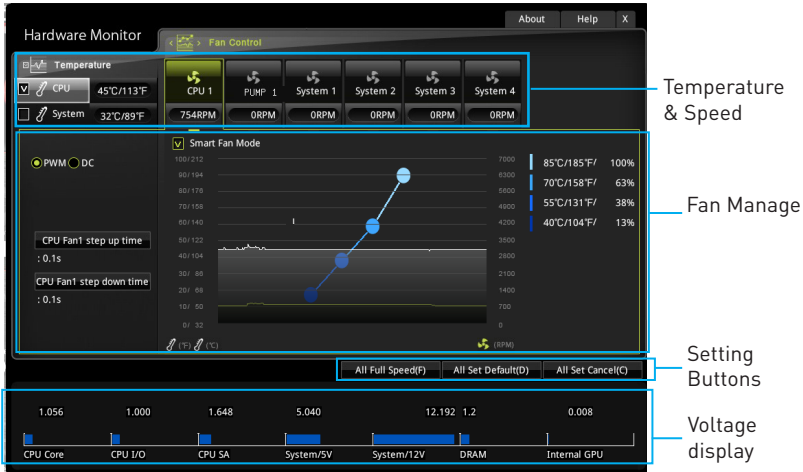 About Help X
Hardware Monitor
Fan Control
Temperature
CPU 45℃/113℉
System 32℃/89℉
CPU 1 PUMP 1 System 1 System 2 System 3 System 4
754RPM 0RPM 0RPM 0RPM 0RPM 0RPM
Temperature
& Speed
PWM DC
Smart Fan Mode
100/212 7000
90/194 6300
80/176 5600
70/158 4900
60/140 4200
50/122 3500
40/104 2800
30/ 86 2100
20/ 68 1400
10/ 50 700
0/ 32 0
(℉) (℃) (RPM)
85℃/185℉/ 100%
70℃/158℉/ 63%
55℃/131℉/ 38%
40℃/104℉/ 13%
CPU Fan1 step up time
: 0.1s
CPU Fan1 step down time
: 0.1s
Fan Manage
All Full Speed(F) All Set Default(D) All Set Cancel(C)
Setting
Buttons
1.056 1.000 1.648 5.040 12.192 1.2 0.008
CPU Core CPU I/O CPU SA System/5V System/12V DRAM Internal GPU
Voltage
display